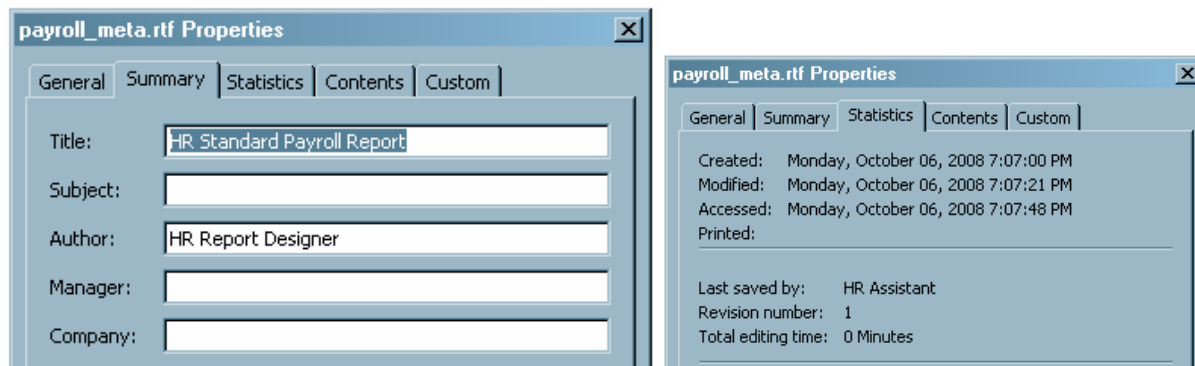 payroll_meta.rtf Properties
General Summary Statistics Contents Custom
Title: HR Standard Payroll Report
Subject:
Author: HR Report Designer
Manager:
Company:
payroll_meta.rtf Properties
General Summary Statistics Contents Custom
Created: Monday, October 06, 2008 7:07:00 PM
Modified: Monday, October 06, 2008 7:07:21 PM
Accessed: Monday, October 06, 2008 7:07:48 PM
Printed:
Last saved by: HR Assistant
Revision number: 1
Total editing time: 0 Minutes